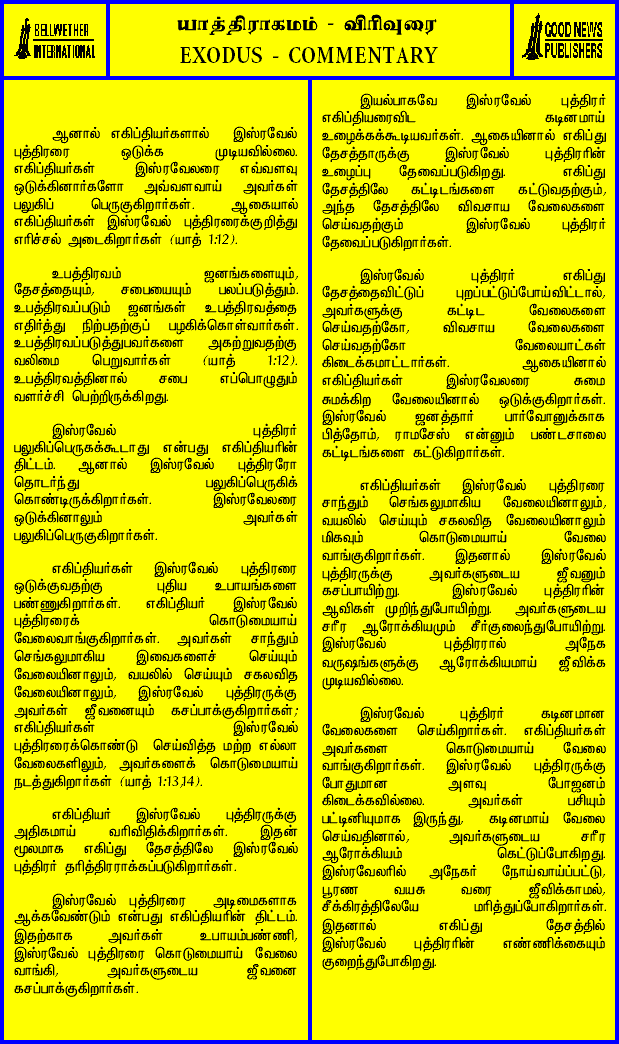 BELLWETHER
INTERNATIONAL
யாத்திராகமம் - விரிவுரை
EXODUS - COMMENTARY
GOOD NEWS
PUBLISHERS
ஆனால் எகிப்தியர்களால் இஸ்ரவேல்
புத்திரரை ஒடுக்க முடியவில்லை.
எகிப்தியர்கள் இஸ்ரவேலரை எவ்வளவு
ஒடுக்கினார்களோ அவ்வளவாய் அவர்கள்
பலுகிப் பெருகுகிறார்கள். ஆகையால்
எகிப்தியர்கள் இஸ்ரவேல் புத்திரரைக்குறித்து
எரிச்சல் அடைகிறார்கள் (யாத் 1:12).
உபத்திரவம் ஜனங்களையும்,
தேசத்தையும், சபையையும் பலப்படுத்தும்.
உபத்திரவப்படும் ஜனங்கள் உபத்திரவத்தை
எதிர்த்து நிற்பதற்குப் பழகிக்கொள்வார்கள்.
உபத்திரவப்படுத்துபவர்களை அகற்றுவதற்கு
வலிமை பெறுவார்கள் (யாத் 1:12).
உபத்திரவத்தினால் சபை எப்பொழுதும்
வளர்ச்சி பெற்றிருக்கிறது.
இஸ்ரவேல் புத்திரர்
பலுகிப்பெருகக்கூடாது என்பது எகிப்தியரின்
திட்டம். ஆனால் இஸ்ரவேல் புத்திரரோ
தொடர்ந்து பலுகிப்பெருகிக்
கொண்டிருக்கிறார்கள். இஸ்ரவேலரை
ஒடுக்கினாலும் அவர்கள்
பலுகிப்பெருகுகிறார்கள்.
எகிப்தியர்கள் இஸ்ரவேல் புத்திரரை
ஒடுக்குவதற்கு புதிய உபாயங்களை
பண்ணுகிறார்கள். எகிப்தியர் இஸ்ரவேல்
புத்திரரைக் கொடுமையாய்
வேலைவாங்குகிறார்கள். அவர்கள் சாந்தும்
செங்கலுமாகிய இவைகளைச் செய்யும்
வேலையினாலும், வயலில் செய்யும் சகலவித
வேலையினாலும், இஸ்ரவேல் புத்திரருக்கு
அவர்கள் ஜீவனையும் கசப்பாக்குகிறார்கள்;
எகிப்தியர்கள் இஸ்ரவேல்
புத்திரரைக்கொண்டு செய்வித்த மற்ற எல்லா
வேலைகளிலும், அவர்களைக் கொடுமையாய்
நடத்துகிறார்கள் (யாத் 1:13,14).
எகிப்தியர் இஸ்ரவேல் புத்திரருக்கு
அதிகமாய் வரிவிதிக்கிறார்கள். இதன்
மூலமாக எகிப்து தேசத்திலே இஸ்ரவேல்
புத்திரர் தரித்திரராக்கப்படுகிறார்கள்.
இஸ்ரவேல் புத்திரரை அடிமைகளாக
ஆக்கவேண்டும் என்பது எகிப்தியரின் திட்டம்.
இதற்காக அவர்கள் உபாயம்பண்ணி,
இஸ்ரவேல் புத்திரரை கொடுமையாய் வேலை
வாங்கி, அவர்களுடைய ஜீவனை
கசப்பாக்குகிறார்கள்.
இயல்பாகவே இஸ்ரவேல் புத்திரர்
எகிப்தியரைவிட கடினமாய்
உழைக்கக்கூடியவர்கள். ஆகையினால் எகிப்து
தேசத்தாருக்கு இஸ்ரவேல் புத்திரரின்
உழைப்பு தேவைப்படுகிறது. எகிப்து
தேசத்திலே கட்டிடங்களை கட்டுவதற்கும்,
அந்த தேசத்திலே விவசாய வேலைகளை
செய்வதற்கும் இஸ்ரவேல் புத்திரர்
தேவைப்படுகிறார்கள்.
இஸ்ரவேல் புத்திரர் எகிப்து
தேசத்தைவிட்டுப் புறப்பட்டுப்போய்விட்டால்,
அவர்களுக்கு கட்டிட வேலைகளை
செய்வதற்கோ, விவசாய வேலைகளை
செய்வதற்கோ வேலையாட்கள்
கிடைக்கமாட்டார்கள். ஆகையினால்
எகிப்தியர்கள் இஸ்ரவேலரை சுமை
சுமக்கிற வேலையினால் ஒடுக்குகிறார்கள்.
இஸ்ரவேல் ஜனத்தார் பார்வோனுக்காக
பித்தோம், ராமசேஸ் என்னும் பண்டசாலை
கட்டிடங்களை கட்டுகிறார்கள்.
எகிப்தியர்கள் இஸ்ரவேல் புத்திரரை
சாந்தும் செங்கலுமாகிய வேலையினாலும்,
வயலில் செய்யும் சகலவித வேலையினாலும்
மிகவும் கொடுமையாய் வேலை
வாங்குகிறார்கள். இதனால் இஸ்ரவேல்
புத்திரருக்கு அவர்களுடைய ஜீவனும்
கசப்பாயிற்று. இஸ்ரவேல் புத்திரரின்
ஆவிகள் முறிந்துபோயிற்று. அவர்களுடைய
சரீர ஆரோக்கியமும் சீர்குலைந்துபோயிற்று.
இஸ்ரவேல் புத்திரரால் அநேக
வருஷங்களுக்கு ஆரோக்கியமாய் ஜீவிக்க
முடியவில்லை.
இஸ்ரவேல் புத்திரர் கடினமான
வேலைகளை செய்கிறார்கள். எகிப்தியர்கள்
அவர்களை கொடுமையாய் வேலை
வாங்குகிறார்கள். இஸ்ரவேல் புத்திரருக்கு
போதுமான அளவு போஜனம்
கிடைக்கவில்லை. அவர்கள் பசியும்
பட்டினியுமாக இருந்து, கடினமாய் வேலை
செய்வதினால், அவர்களுடைய சரீர
ஆரோக்கியம் கெட்டுப்போகிறது.
இஸ்ரவேலரில் அநேகர் நோய்வாய்ப்பட்டு,
பூரண வயசு வரை ஜீவிக்காமல்,
சீக்கிரத்திலேயே மரித்துப்போகிறார்கள்.
இதனால் எகிப்து தேசத்தில்
இஸ்ரவேல் புத்திரரின் எண்ணிக்கையும்
குறைந்துபோகிறது.